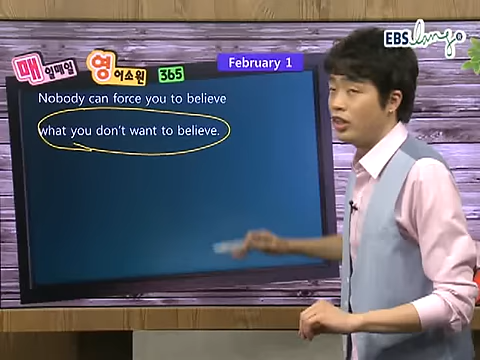 EBSlang
매일매일 영어소원 365
February 1
Nobody can force you to believe
what you don't want to believe.